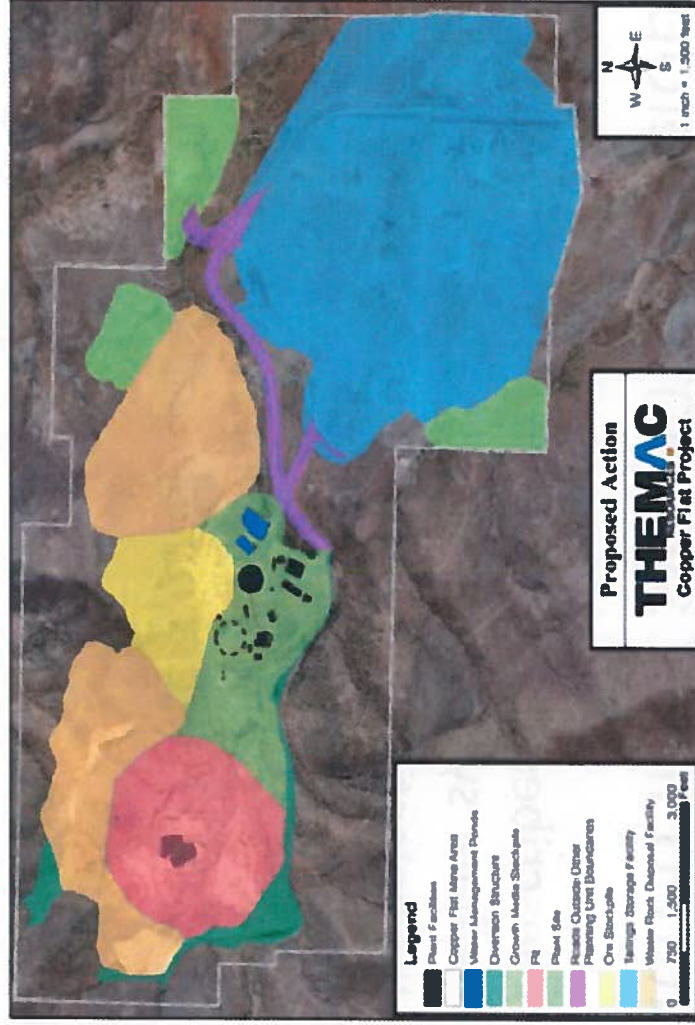 N
W E
S
1 inch = 1,500 feet
Proposed Action
THEMAC
RESOURCES
Copper Flat Project
Legend
Plant Facilities
Copper Flat Mine Area
Water Management Ponds
Diversion Structure
Growth Media Stockpile
Pit
Plant Site
Roads Outside Other
Planning Unit Boundaries
Ore Stockpile
Tailings Storage Facility
Waste Rock Disposal Facility
0 750 1,500 3,000
Feet